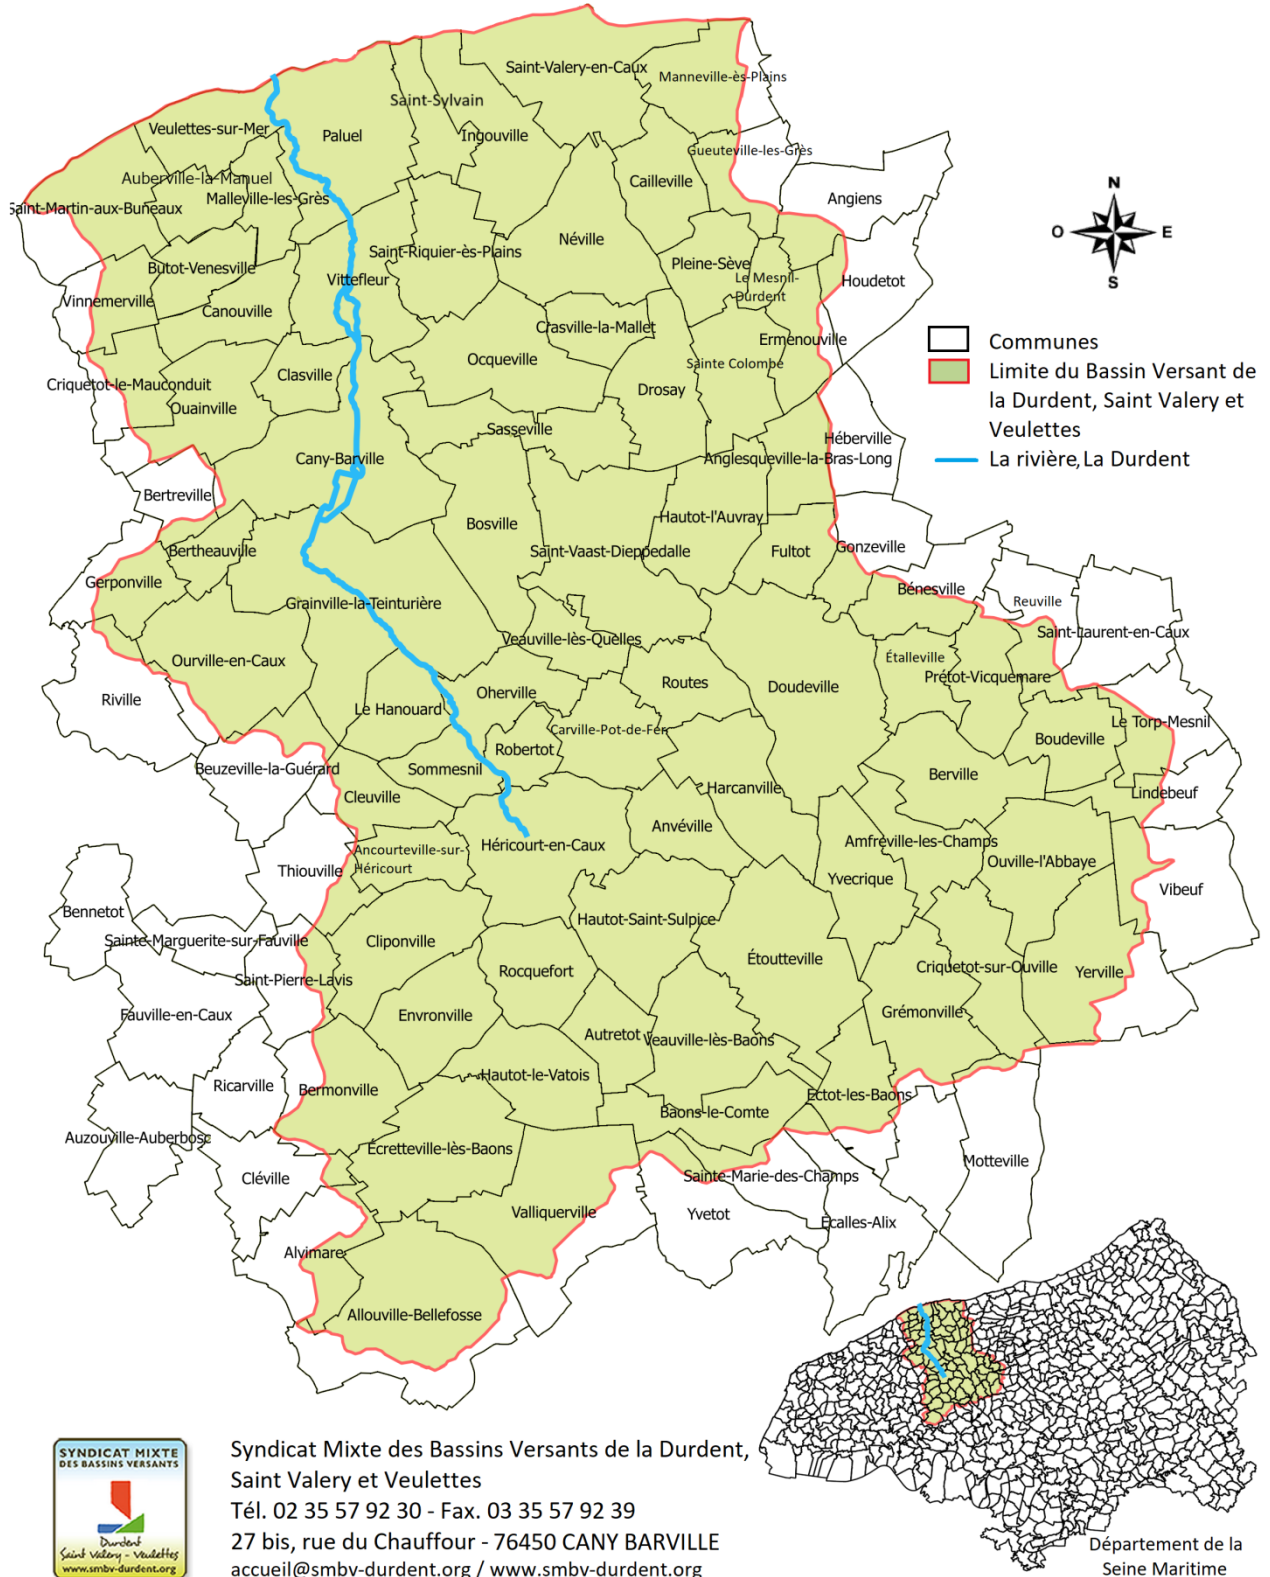 Saint-Valery-en-Caux
Manneville-ès-Plains
Saint-Sylvain
Veulettes-sur-Mer
Paluel
Ingouville
Gueuteville-les-Grès
Auberville-la-Manuel
Cailleville
Malleville-les-Grès
Angiens
Saint-Martin-aux-Buneaux
Néville
Saint-Riquier-ès-Plains
Pleine-Sève
Butot-Venesville
Vittefleur
Le Mesnil-
Durdent
Houdetot
Vinnemerville
Canouville
Crasville-la-Mallet
Ermenouville
Ocqueville
Sainte Colombe
Clasville
Criquetot-le-Mauconduit
Drosay
Ouainville
Sasseville
Héberville
Cany-Barville
Anglesqueville-la-Bras-Long
Bertreville
Bosville
Hautot-l'Auvray
Bertheauville
Saint-Vaast-Dieppedalle
Fultot
Gonzeville
Gerponville
Bénesville
Grainville-la-Teinturière
Reuville
Saint-Laurent-en-Caux
Veauville-lès-Quelles
Ourville-en-Caux
Étalleville
Prétot-Vicquemare
Riville
Oherville
Routes
Doudeville
Le Hanouard
Carville-Pot-de-Fer
Le Torp-Mesnil
Robertot
Boudeville
Beuzeville-la-Guérard
Sommesnil
Berville
Cleuville
Harcanville
Lindebeuf
Anvéville
Héricourt-en-Caux
Amfreville-les-Champs
Ancourteville-sur-
Héricourt
Ouville-l'Abbaye
Thiouville
Yvecrique
Vibeuf
Bennetot
Hautot-Saint-Sulpice
Sainte-Marguerite-sur-Fauville
Cliponville
Étoutteville
Rocquefort
Criquetot-sur-Ouville
Yerville
Saint-Pierre-Lavis
Fauville-en-Caux
Envronville
Grémonville
Autretot
Veauville-lès-Baons
Ricarville
Bermonville
Hautot-le-Vatois
Ectot-les-Baons
Baons-le-Comte
Auzouville-Auberbosc
Écretteville-lès-Baons
Motteville
Cléville
Sainte-Marie-des-Champs
Valliquerville
Yvetot
Ecalles-Alix
Alvimare
Allouville-Bellefosse
N
O
E
S
Communes
Limite du Bassin Versant de
la Durdent, Saint Valery et
Veulettes
La rivière, La Durdent
SYNDICAT MIXTE
DES BASSINS VERSANTS
Durdent
Saint Valery - Veulettes
www.smbv-durdent.org
Syndicat Mixte des Bassins Versants de la Durdent,
Saint Valery et Veulettes
Tél. 02 35 57 92 30 - Fax. 03 35 57 92 39
27 bis, rue du Chauffour - 76450 CANY BARVILLE
accueil@smbv-durdent.org / www.smbv-durdent.org
Département de la
Seine Maritime